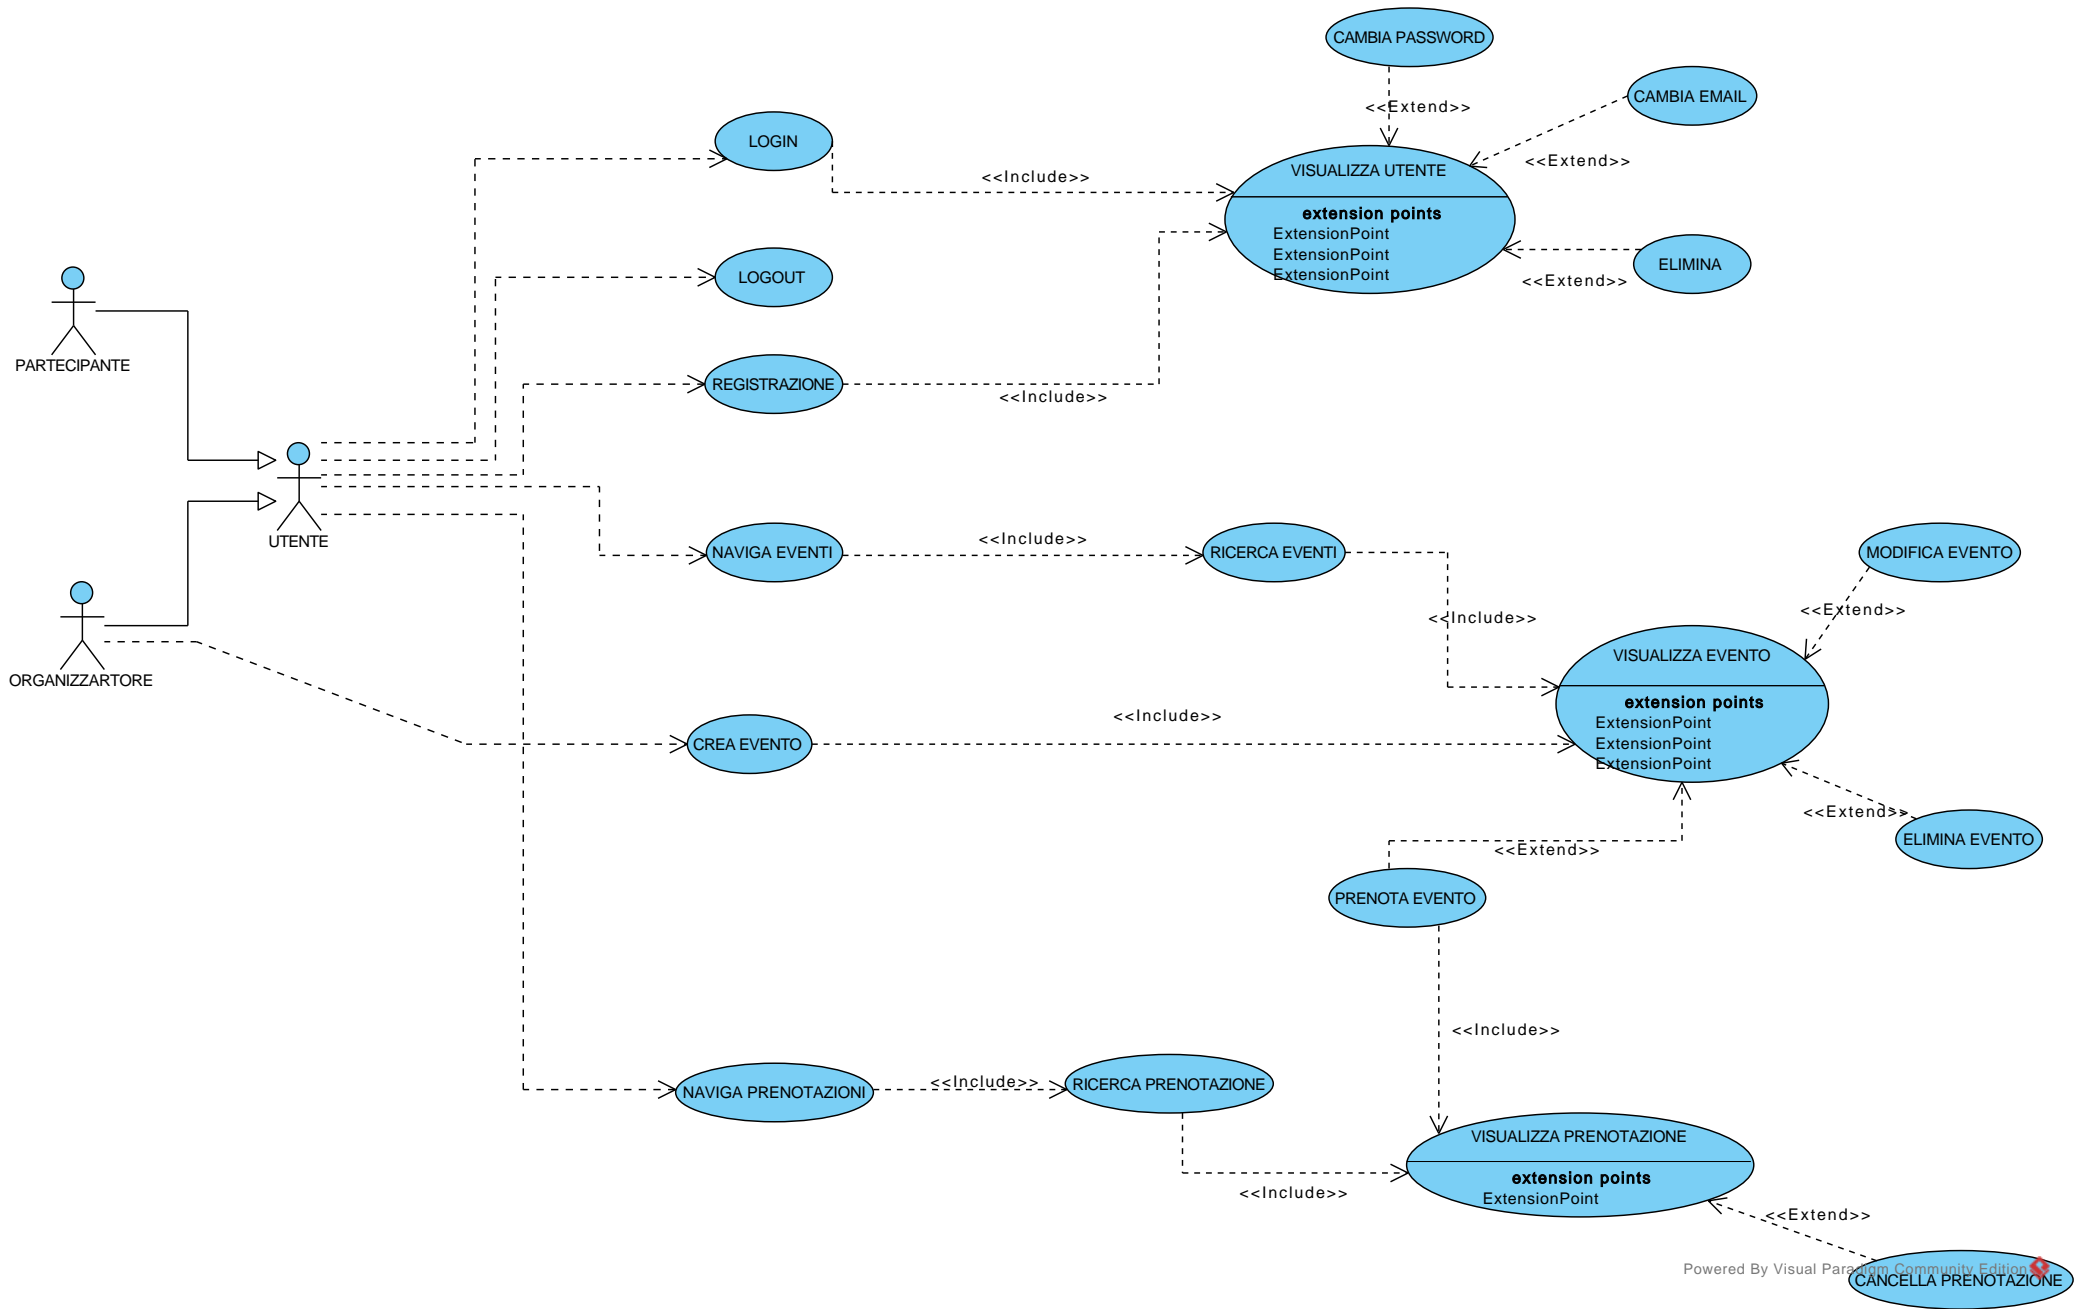 CAMBIA PASSWORD
<<Extend>>
CAMBIA EMAIL
LOGIN
<<Include>>
<<Extend>>
VISUALIZZA UTENTE
extension points
ExtensionPoint
ExtensionPoint
ExtensionPoint
LOGOUT
ELIMINA
<<Extend>>
PARTECIPANTE
REGISTRAZIONE
<<Include>>
UTENTE
NAVIGA EVENTI
<<Include>>
RICERCA EVENTI
MODIFICA EVENTO
<<Extend>>
<<Include>>
ORGANIZZARTORE
VISUALIZZA EVENTO
extension points
ExtensionPoint
ExtensionPoint
ExtensionPoint
CREA EVENTO
<<Include>>
<<Extend>>
ELIMINA EVENTO
<<Extend>>
PRENOTA EVENTO
<<Include>>
NAVIGA PRENOTAZIONI
<<Include>>
RICERCA PRENOTAZIONE
<<Include>>
VISUALIZZA PRENOTAZIONE
extension points
ExtensionPoint
<<Extend>>
CANCELLA PRENOTAZIONE
Powered By Visual Paradigm Community Edition